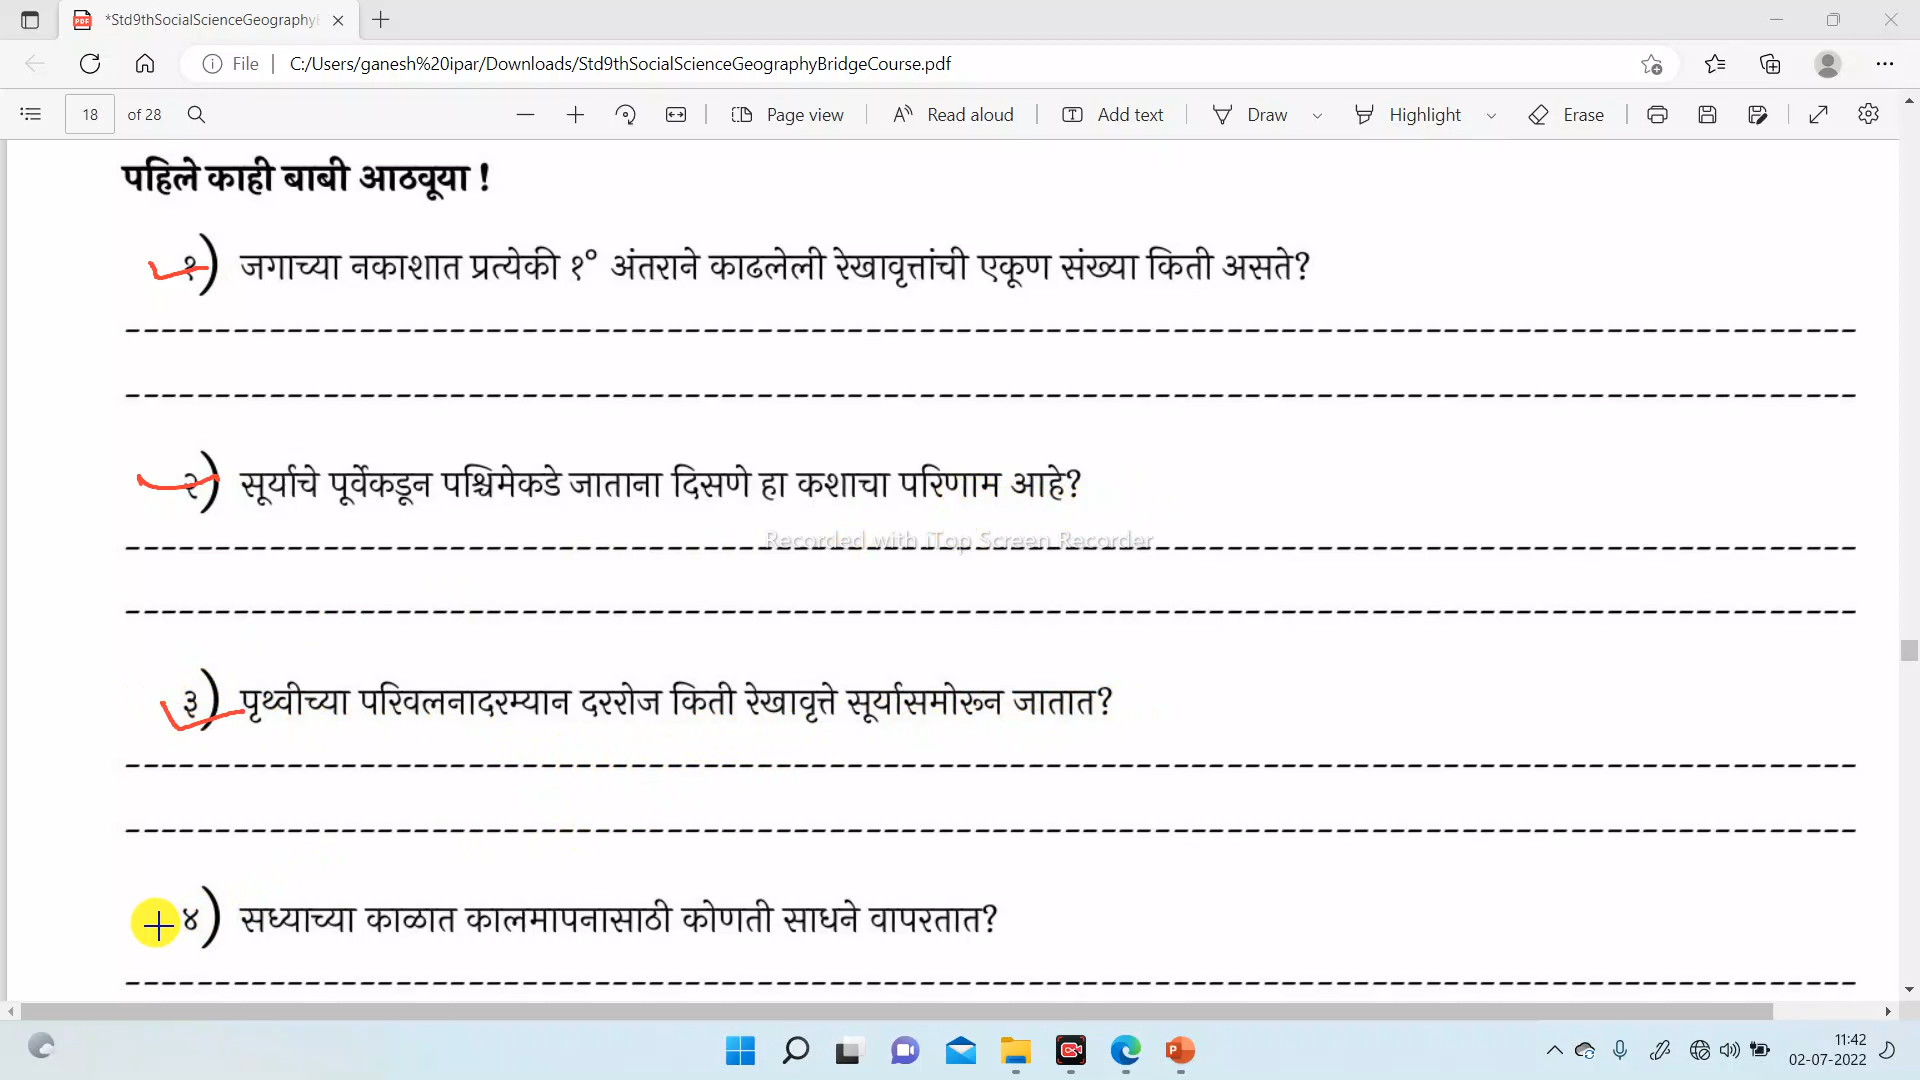 *Std9thSocialScienceGeography
File
C:/Users/ganesh%20ipar/Downloads/Std9thSocialScienceGeographyBridgeCourse.pdf
18 of 28
Page view
Read aloud
Add text
Draw
Highlight
Erase
पहिले काही बाबी आठवूया !
१) जगाच्या नकाशात प्रत्येकी १° अंतराने काढलेली रेखावृत्तांची एकूण संख्या किती असते?
२) सूर्याचे पूर्वेकडून पश्चिमेकडे जाताना दिसणे हा कशाचा परिणाम आहे?
Recorded with iTop Screen Recorder
३) पृथ्वीच्या परिवलनादरम्यान दररोज किती रेखावृत्ते सूर्यासमोरून जातात?
४) सध्याच्या काळात कालमापनासाठी कोणती साधने वापरतात?
11:42
02-07-2022